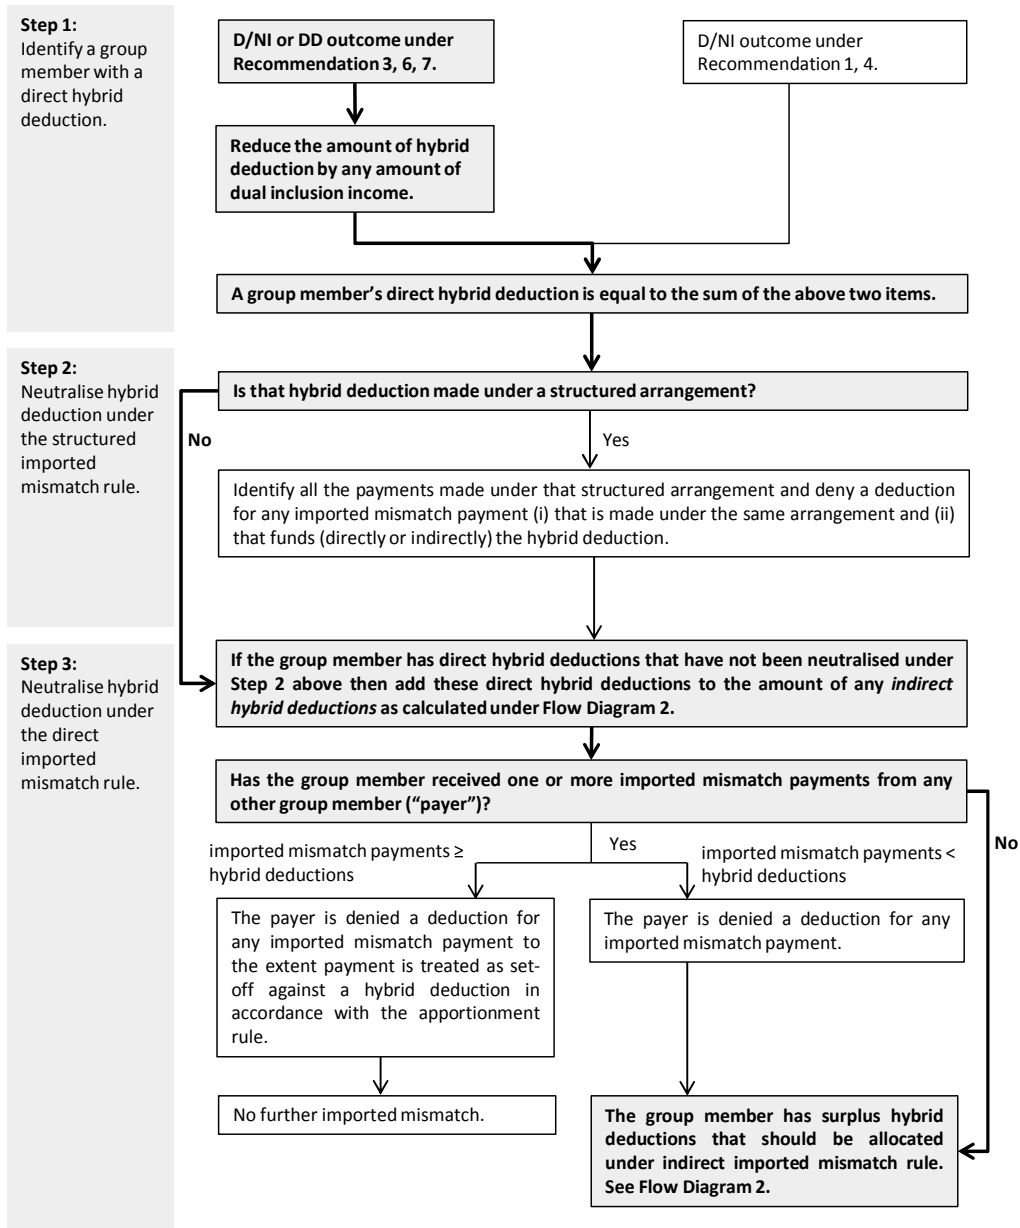 Step 1:
Identify a group
member with a
direct hybrid
deduction.
D/NI or DD outcome under
Recommendation 3, 6, 7.
D/NI outcome under
Recommendation 1, 4.
Reduce the amount of hybrid
deduction by any amount of
dual inclusion income.
A group member’s direct hybrid deduction is equal to the sum of the above two items.
Step 2:
Neutralise hybrid
deduction under
the structured
imported
mismatch rule.
Is that hybrid deduction made under a structured arrangement?
No
Yes
Identify all the payments made under that structured arrangement and deny a deduction
for any imported mismatch payment (i) that is made under the same arrangement and (ii)
that funds (directly or indirectly) the hybrid deduction.
Step 3:
Neutralise hybrid
deduction under
the direct
imported
mismatch rule.
If the group member has direct hybrid deductions that have not been neutralised under
Step 2 above then add these direct hybrid deductions to the amount of any indirect
hybrid deductions as calculated under Flow Diagram 2.
Has the group member received one or more imported mismatch payments from any
other group member (“payer”)?
Yes
No
imported mismatch payments ≥
hybrid deductions
imported mismatch payments <
hybrid deductions
The payer is denied a deduction for
any imported mismatch payment to
the extent payment is treated as set-
off against a hybrid deduction in
accordance with the apportionment
rule.
The payer is denied a deduction for any
imported mismatch payment.
No further imported mismatch.
The group member has surplus hybrid
deductions that should be allocated
under indirect imported mismatch rule.
See Flow Diagram 2.